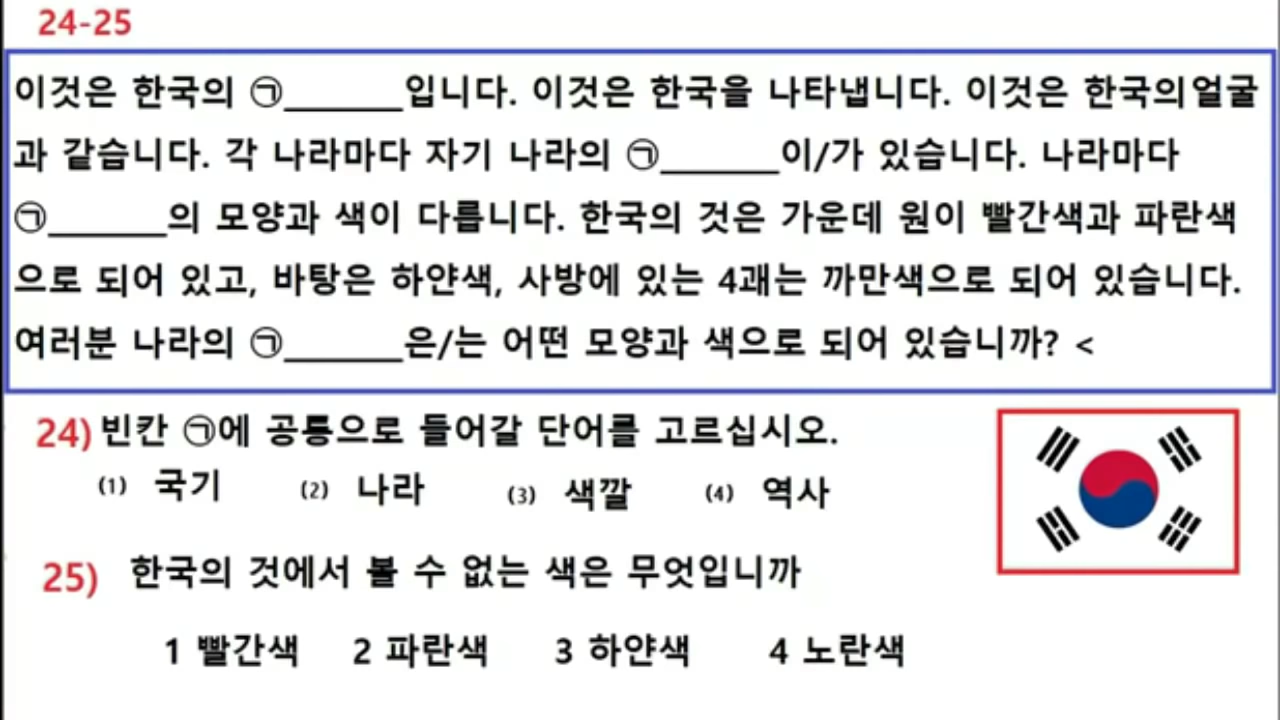 24-25
이것은 한국의 ㉠______입니다. 이것은 한국을 나타냅니다. 이것은 한국의얼굴
과 같습니다. 각 나라마다 자기 나라의 ㉠______이/가 있습니다. 나라마다
㉠______의 모양과 색이 다릅니다. 한국의 것은 가운데 원이 빨간색과 파란색
으로 되어 있고, 바탕은 하얀색, 사방에 있는 4괘는 까만색으로 되어 있습니다.
여러분 나라의 ㉠______은/는 어떤 모양과 색으로 되어 있습니까? <
24) 빈칸 ㉠에 공통으로 들어갈 단어를 고르십시오.
(1) 국기 (2) 나라 (3) 색깔 (4) 역사
25) 한국의 것에서 볼 수 없는 색은 무엇입니까
1 빨간색 2 파란색 3 하얀색 4 노란색